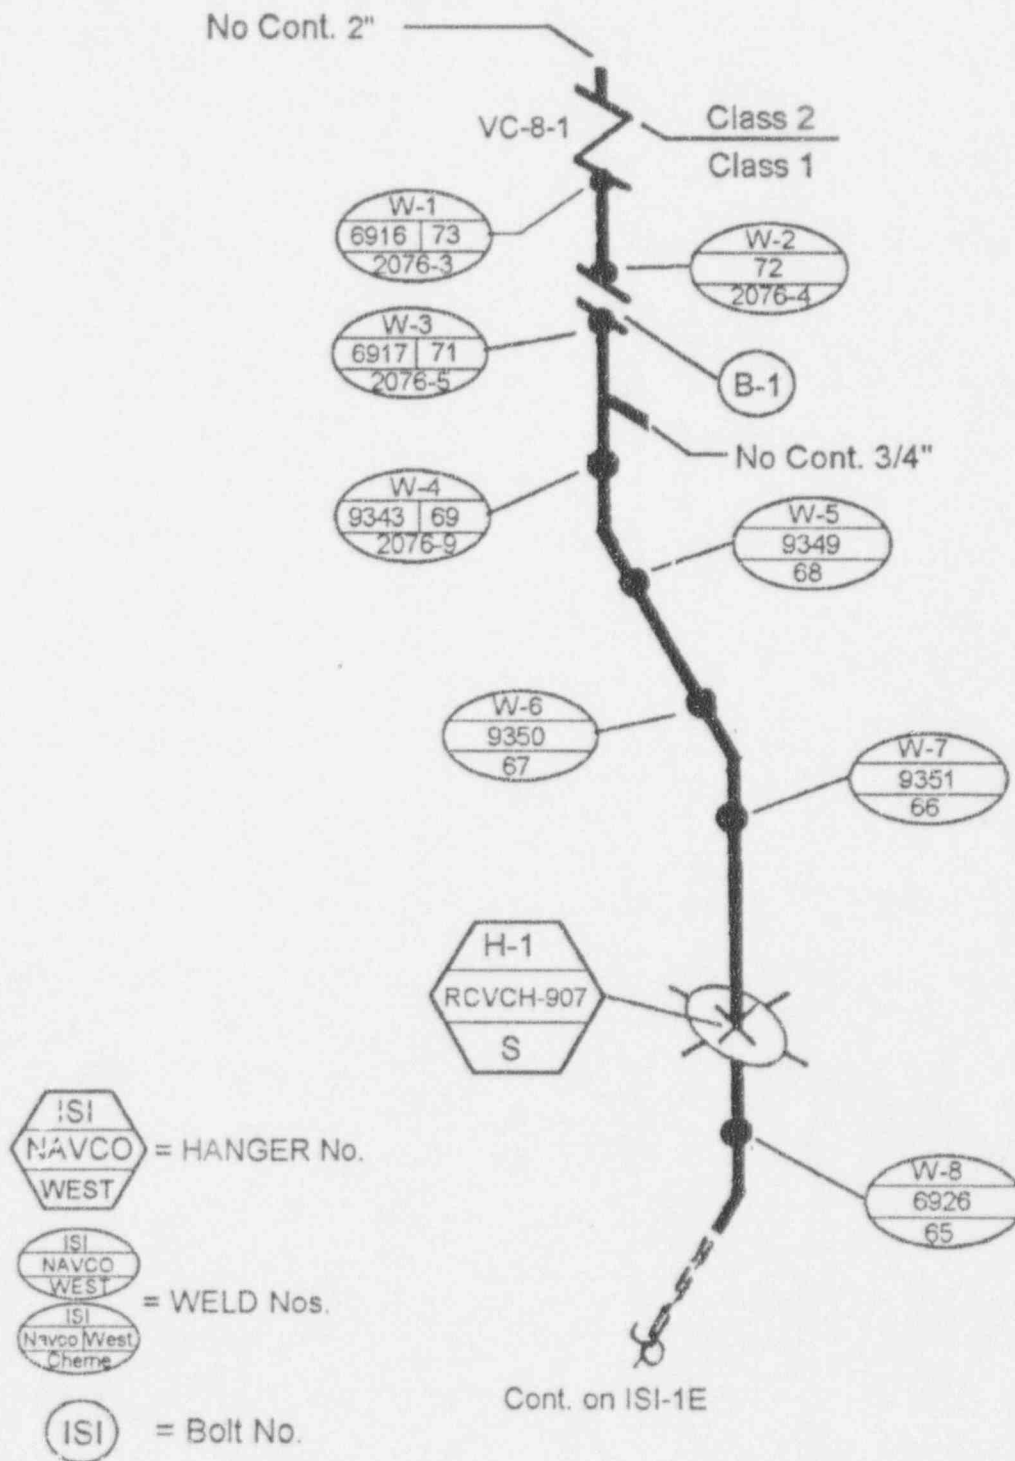 No Cont. 2"
VC-8-1
Class 2
Class 1
W-1
6916 73
2076-3
W-2
72
2076-4
W-3
6917 71
2076-5
B-1
No Cont. 3/4"
W-4
9343 69
2076-9
W-5
9349
68
W-6
9350
67
W-7
9351
66
H-1
RCVCH-907
S
ISI
NAVCO
WEST
= HANGER No.
W-8
6926
65
ISI
NAVCO
WEST
ISI
Navco West
Cherne
= WELD Nos.
Cont. on ISI-1E
ISI
= Bolt No.